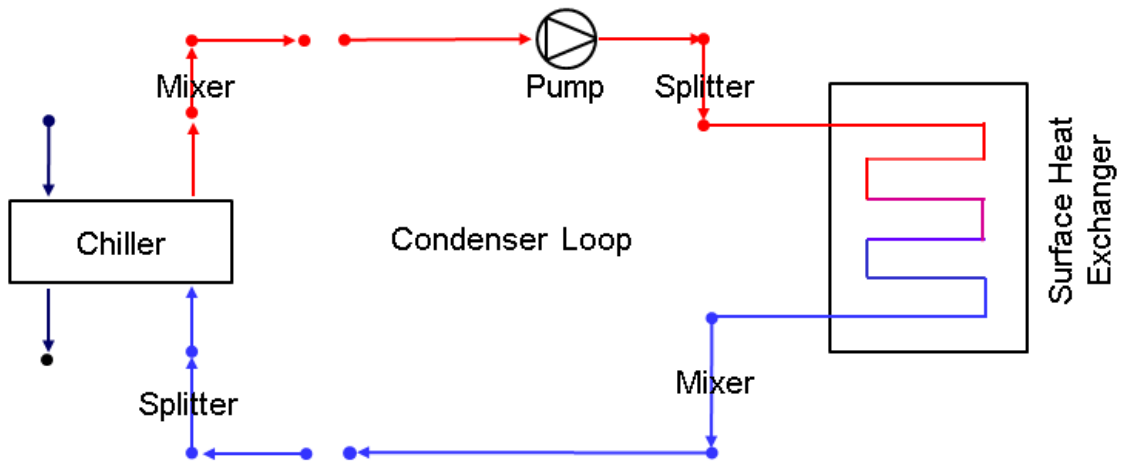 Mixer
Pump
Splitter
Chiller
Condenser Loop
Surface Heat
Exchanger
Mixer
Splitter